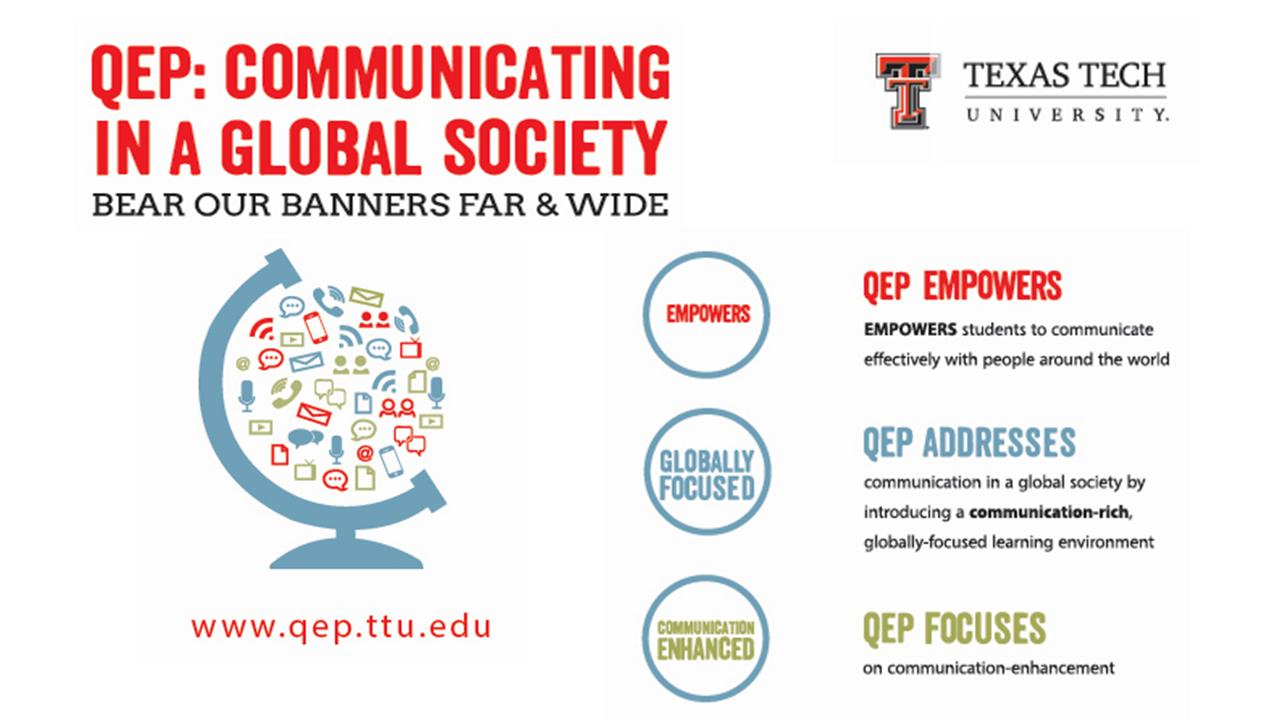 QEP: COMMUNICATING
IN A GLOBAL SOCIETY
BEAR OUR BANNERS FAR & WIDE
TEXAS TECH
UNIVERSITY.
www.qep.ttu.edu
EMPOWERS
QEP EMPOWERS
EMPOWERS students to communicate
effectively with people around the world
GLOBALLY
FOCUSED
QEP ADDRESSES
communication in a global society by
introducing a communication-rich,
globally-focused learning environment
COMMUNICATION
ENHANCED
QEP FOCUSES
on communication-enhancement